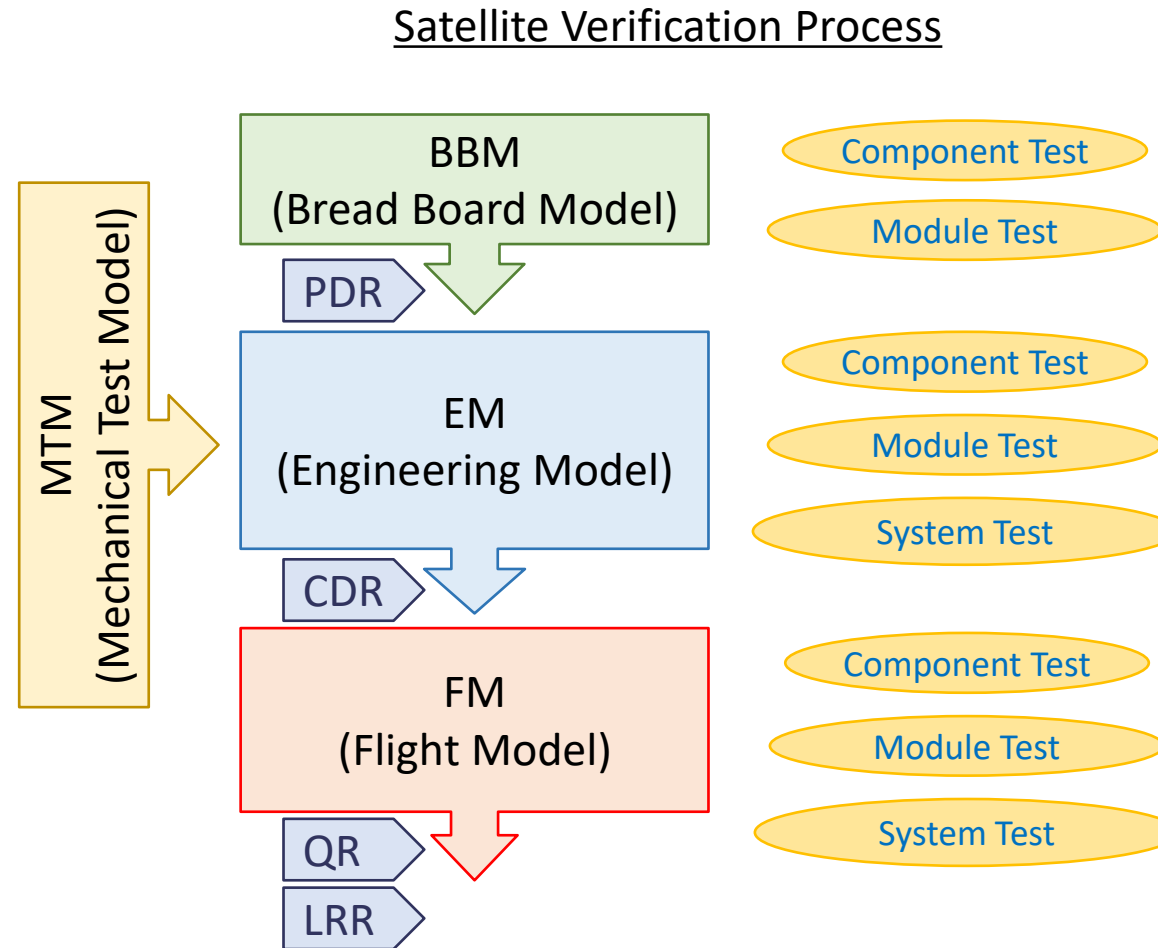 Satellite Verification Process
MTM
(Mechanical Test Model)
BBM
(Bread Board Model)
Component Test
Module Test
PDR
EM
(Engineering Model)
Component Test
Module Test
System Test
CDR
FM
(Flight Model)
Component Test
Module Test
System Test
QR
LRR